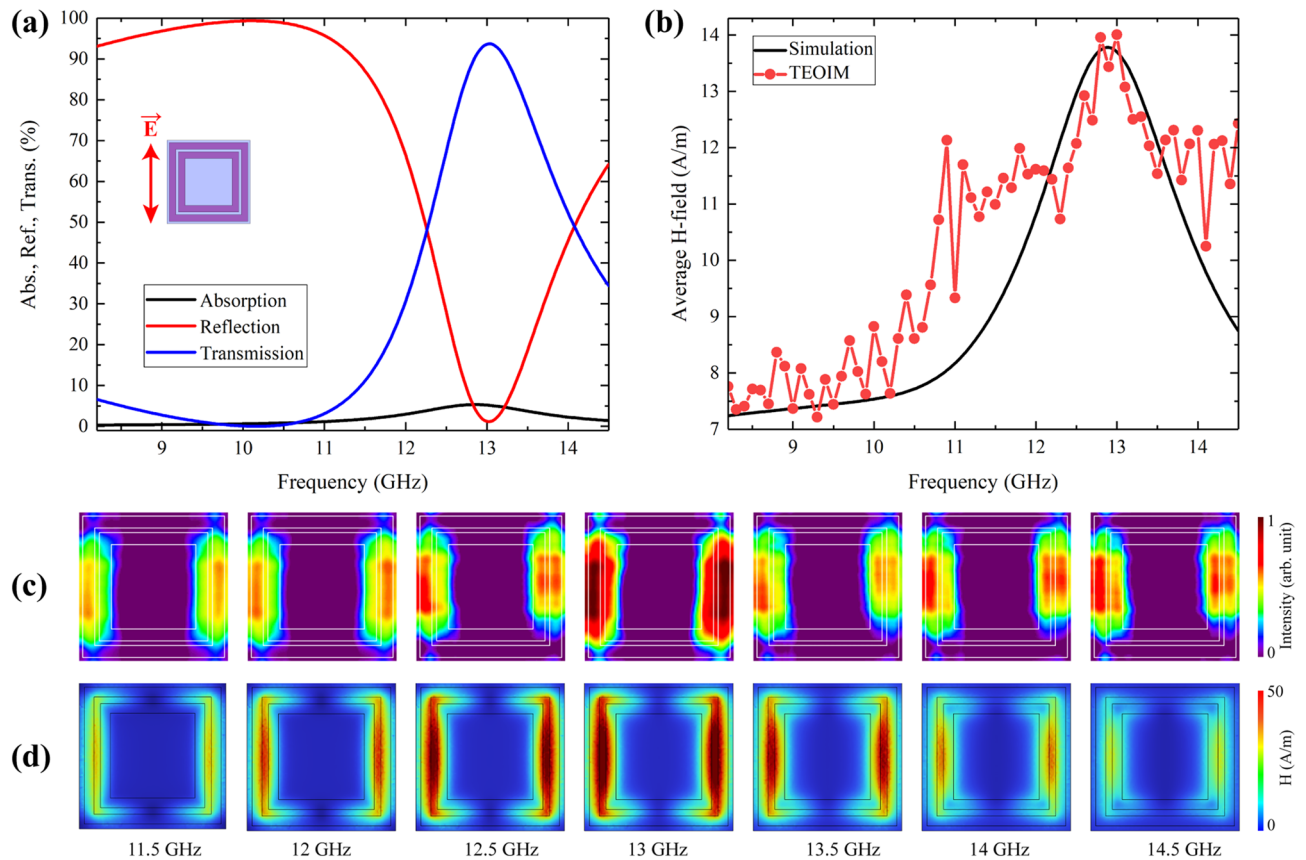 (a)
100
90
80
70
60
50
40
30
20
10
0
Abs., Ref., Trans. (%)
E
Absorption
Reflection
Transmission
9 10 11 12 13 14
Frequency (GHz)
(b)
14
13
12
11
10
9
8
7
Average H-field (A/m)
Simulation
TEOIM
9 10 11 12 13 14
Frequency (GHz)
(c)
1
0
Intensity (arb. unit)
(d)
50
0
H (A/m)
11.5 GHz 12 GHz 12.5 GHz 13 GHz 13.5 GHz 14 GHz 14.5 GHz